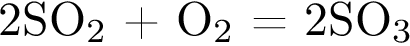 2SO₂ + O₂ = 2SO₃